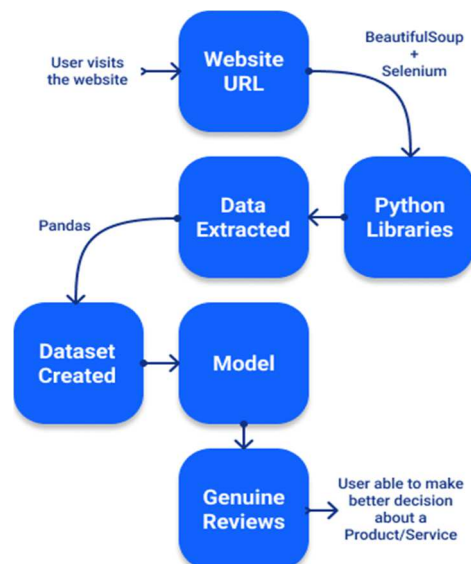 User visits
the website
Website
URL
BeautifulSoup
+
Selenium
Python
Libraries
Data
Extracted
Pandas
Dataset
Created
Model
Genuine
Reviews
User able to make
better decision
about a
Product/Service